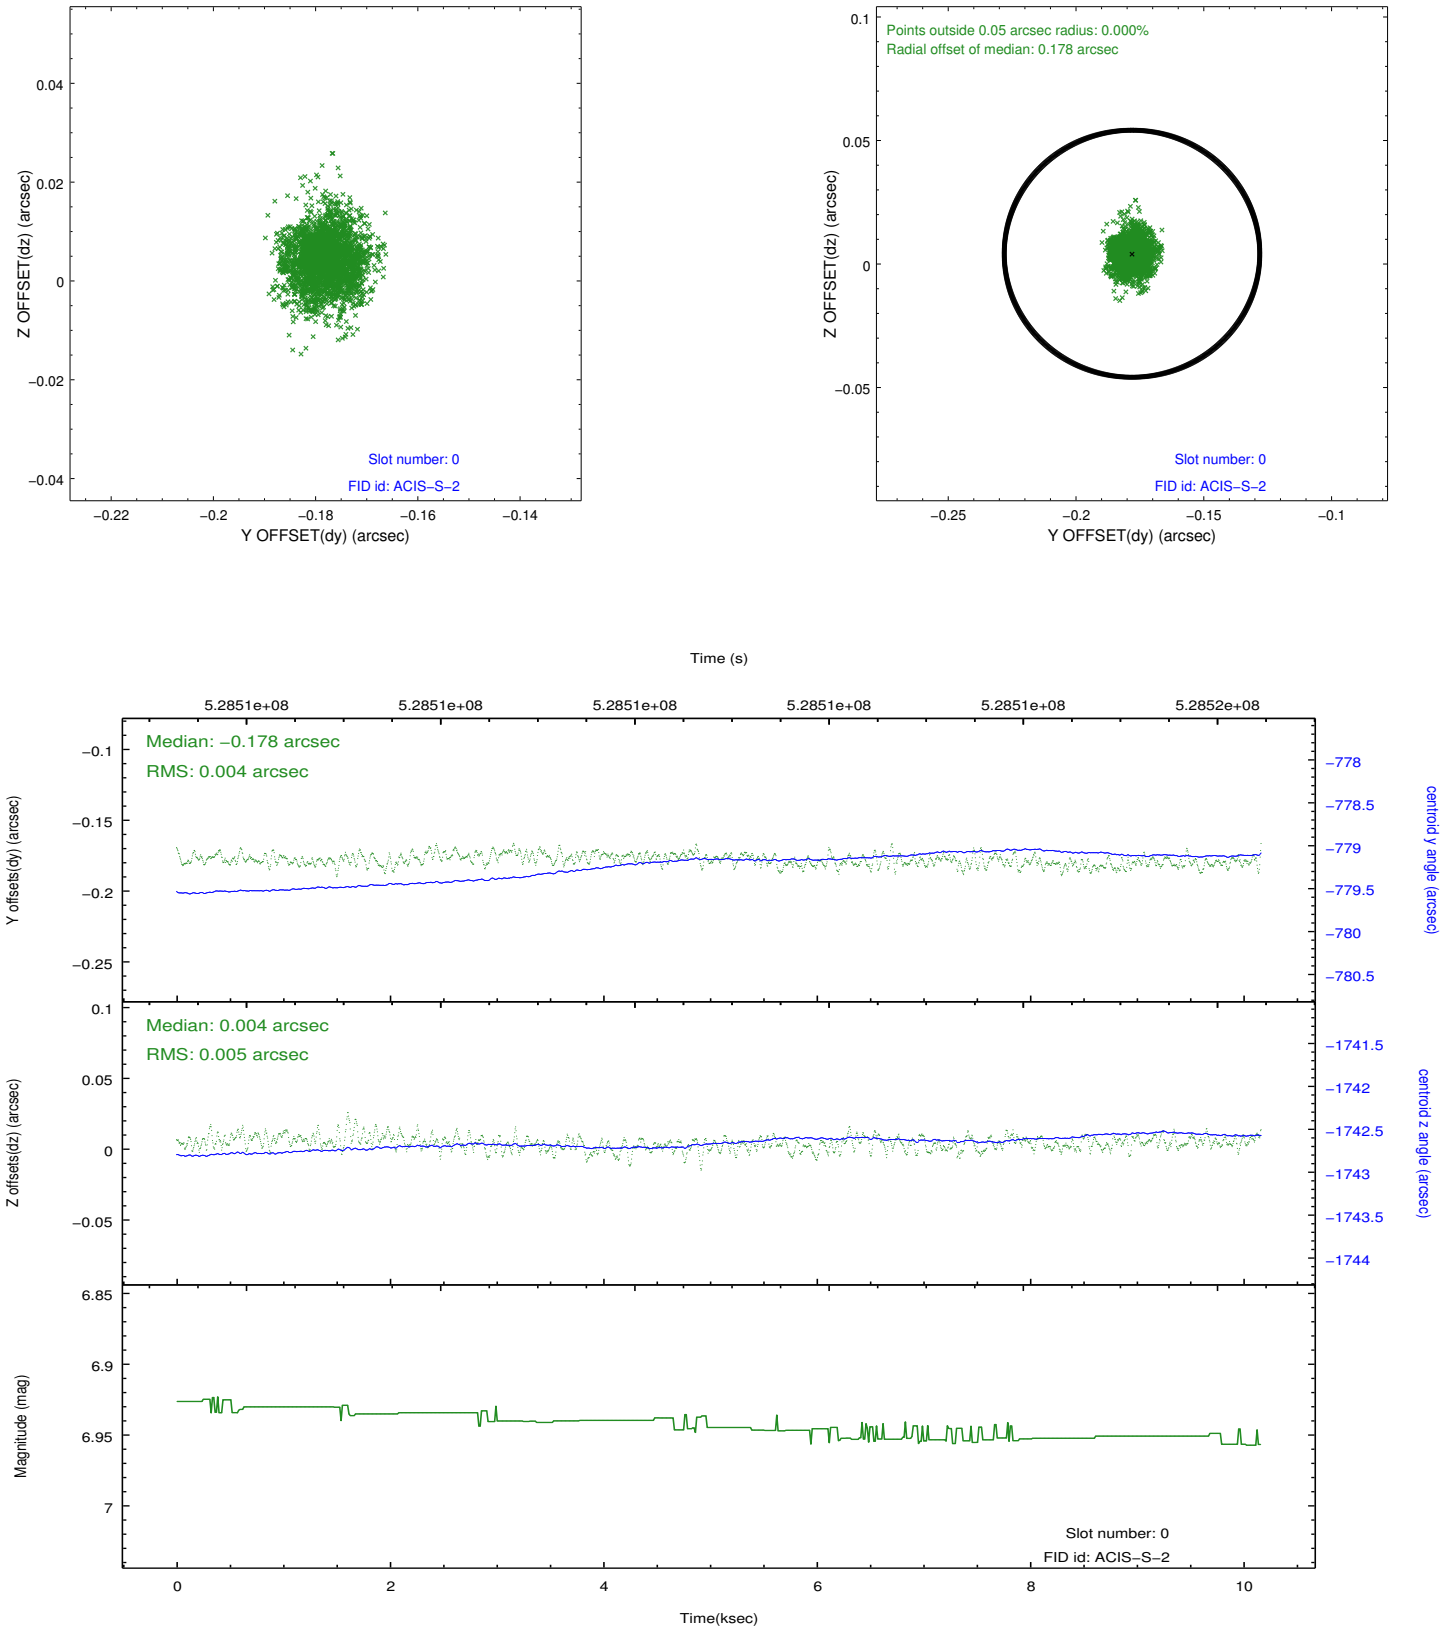 0.04
0.02
0
−0.02
−0.04
Z OFFSET(dz) (arcsec)
Slot number: 0
FID id: ACIS−S−2
−0.22
−0.2
−0.18
−0.16
−0.14
Y OFFSET(dy) (arcsec)
0.1
0.05
0
−0.05
Z OFFSET(dz) (arcsec)
Points outside 0.05 arcsec radius: 0.000%
Radial offset of median: 0.178 arcsec
Slot number: 0
FID id: ACIS−S−2
−0.25
−0.2
−0.15
−0.1
Y OFFSET(dy) (arcsec)
Time (s)
5.2851e+08
5.2851e+08
5.2851e+08
5.2851e+08
5.2851e+08
5.2852e+08
Median: −0.178 arcsec
RMS: 0.004 arcsec
−0.1
−0.15
−0.2
−0.25
Y offsets(dy) (arcsec)
−778
−778.5
−779
−779.5
−780
−780.5
centroid y angle (arcsec)
Median: 0.004 arcsec
RMS: 0.005 arcsec
0.1
0.05
0
−0.05
Z offsets(dz) (arcsec)
−1741.5
−1742
−1742.5
−1743
−1743.5
−1744
centroid z angle (arcsec)
6.85
6.9
6.95
7
Magnitude (mag)
Slot number: 0
FID id: ACIS−S−2
0
2
4
6
8
10
Time(ksec)